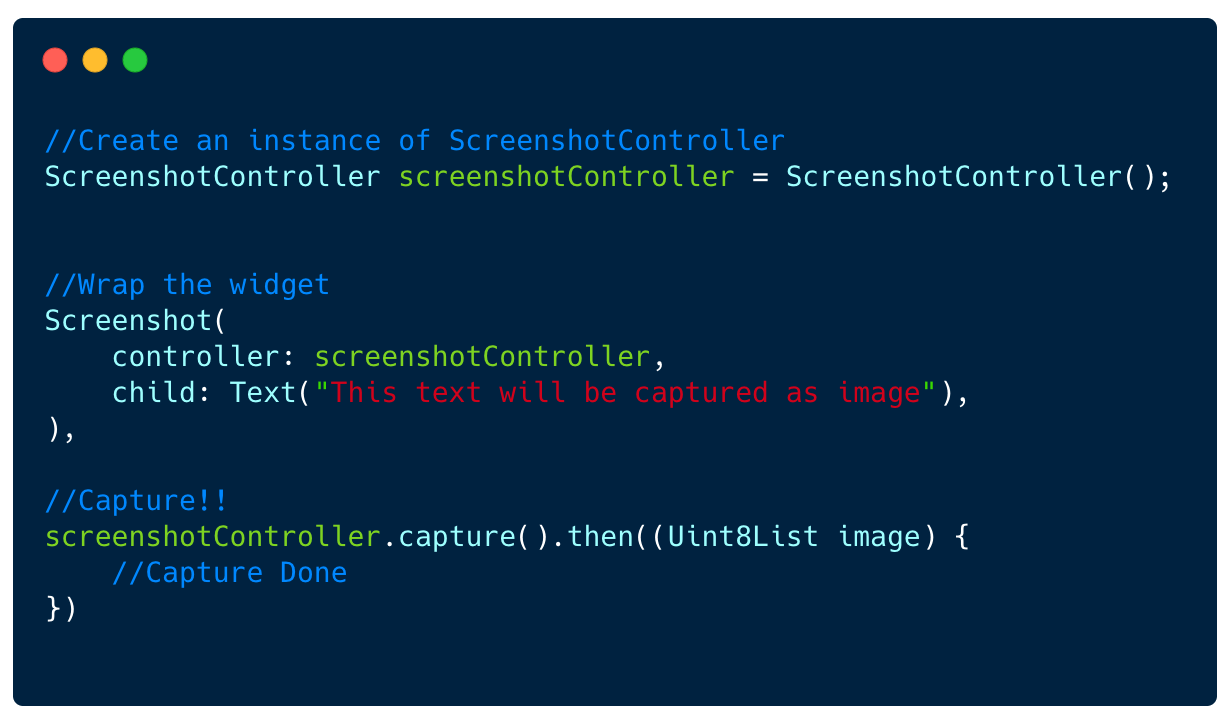 //Create an instance of ScreenshotController
ScreenshotController screenshotController = ScreenshotController();
//Wrap the widget
Screenshot(
    controller: screenshotController,
    child: Text("This text will be captured as image"),
),
//Capture!!
screenshotController.capture().then((Uint8List image) {
    //Capture Done
})